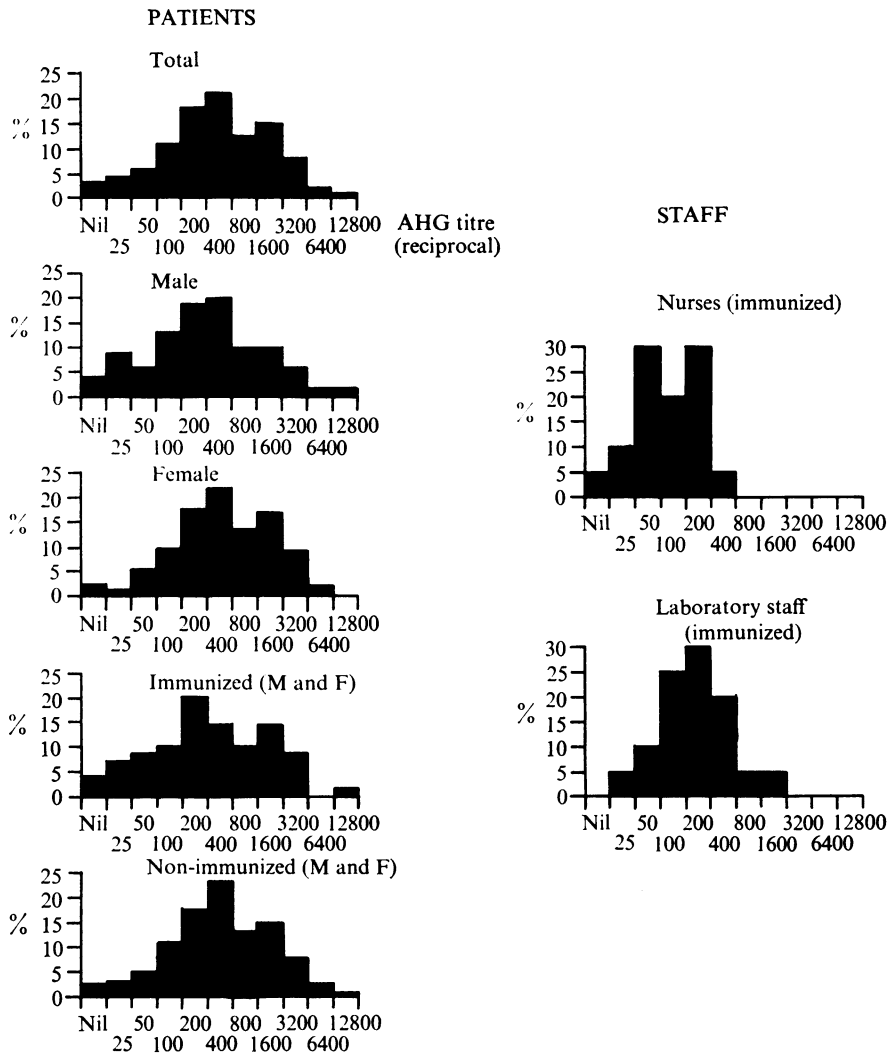 PATIENTS
Total
25
20
15
10
5
0
%
Nil 50 200 800 3200 12800
25 100 400 1600 6400
AHG titre
(reciprocal)
Male
25
20
15
10
5
0
%
Nil 50 200 800 3200 12800
25 100 400 1600 6400
Female
25
20
15
10
5
0
%
Nil 50 200 800 3200 12800
25 100 400 1600 6400
Immunized (M and F)
25
20
15
10
5
0
%
Nil 50 200 800 3200 12800
25 100 400 1600 6400
Non-immunized (M and F)
25
20
15
10
5
0
%
Nil 50 200 800 3200 12800
25 100 400 1600 6400
STAFF
Nurses (immunized)
30
25
20
15
10
5
0
%
Nil 50 200 800 3200 12800
25 100 400 1600 6400
Laboratory staff
(immunized)
30
25
20
15
10
5
0
%
Nil 50 200 800 3200 12800
25 100 400 1600 6400